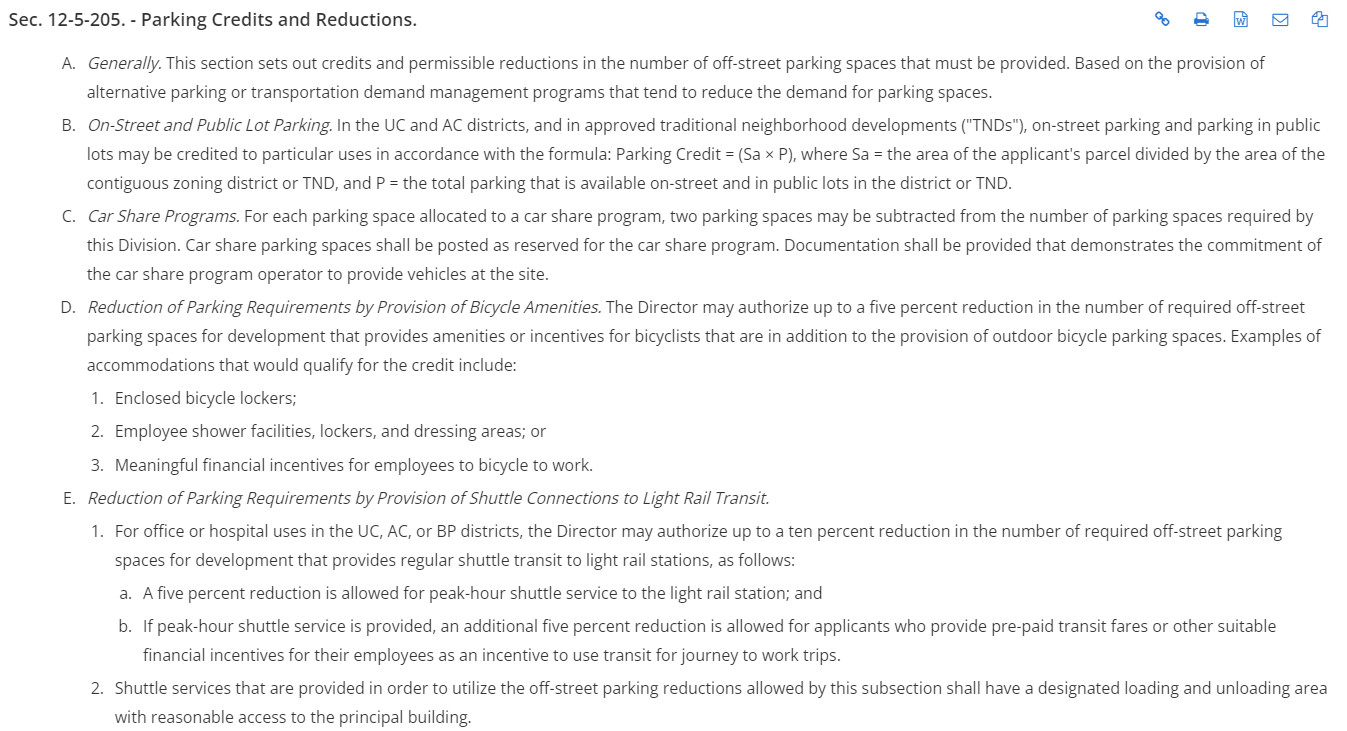 Sec. 12-5-205. - Parking Credits and Reductions.
A. Generally. This section sets out credits and permissible reductions in the number of off-street parking spaces that must be provided. Based on the provision of
alternative parking or transportation demand management programs that tend to reduce the demand for parking spaces.
B. On-Street and Public Lot Parking. In the UC and AC districts, and in approved traditional neighborhood developments ("TNDs"), on-street parking and parking in public
lots may be credited to particular uses in accordance with the formula: Parking Credit = (Sa × P), where Sa = the area of the applicant's parcel divided by the area of the
contiguous zoning district or TND, and P = the total parking that is available on-street and in public lots in the district or TND.
C. Car Share Programs. For each parking space allocated to a car share program, two parking spaces may be subtracted from the number of parking spaces required by
this Division. Car share parking spaces shall be posted as reserved for the car share program. Documentation shall be provided that demonstrates the commitment of
the car share program operator to provide vehicles at the site.
D. Reduction of Parking Requirements by Provision of Bicycle Amenities. The Director may authorize up to a five percent reduction in the number of required off-street
parking spaces for development that provides amenities or incentives for bicyclists that are in addition to the provision of outdoor bicycle parking spaces. Examples of
accommodations that would qualify for the credit include:
1. Enclosed bicycle lockers;
2. Employee shower facilities, lockers, and dressing areas; or
3. Meaningful financial incentives for employees to bicycle to work.
E. Reduction of Parking Requirements by Provision of Shuttle Connections to Light Rail Transit.
1. For office or hospital uses in the UC, AC, or BP districts, the Director may authorize up to a ten percent reduction in the number of required off-street parking
spaces for development that provides regular shuttle transit to light rail stations, as follows:
a. A five percent reduction is allowed for peak-hour shuttle service to the light rail station; and
b. If peak-hour shuttle service is provided, an additional five percent reduction is allowed for applicants who provide pre-paid transit fares or other suitable
financial incentives for their employees as an incentive to use transit for journey to work trips.
2. Shuttle services that are provided in order to utilize the off-street parking reductions allowed by this subsection shall have a designated loading and unloading area
with reasonable access to the principal building.